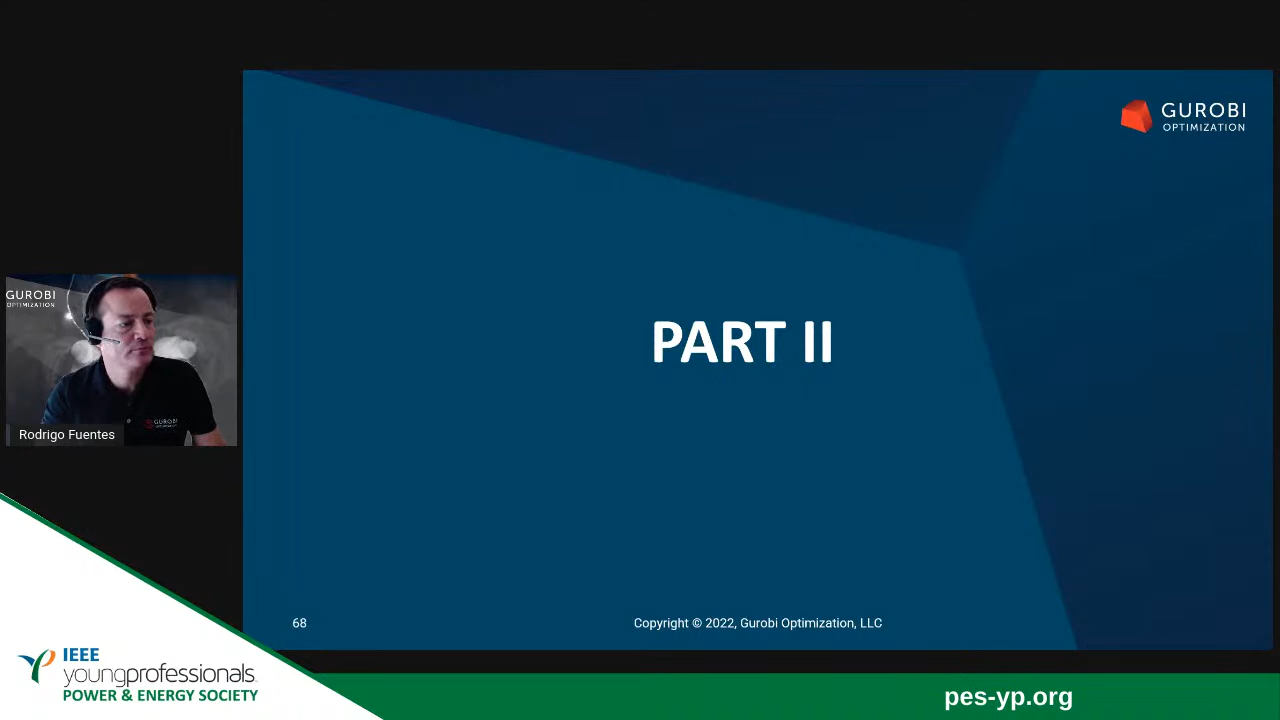 GUROBI
OPTIMIZATION
PART II
GUROBI
OPTIMIZATION
GUROBI
Rodrigo Fuentes
68
Copyright © 2022, Gurobi Optimization, LLC
IEEE
youngprofessionals
POWER & ENERGY SOCIETY
pes-yp.org